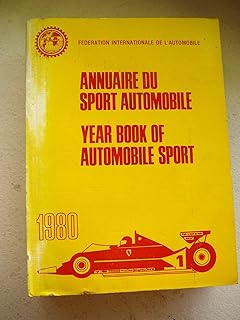 FEDERATION INTERNATIONALE DE L'AUTOMOBILE
ANNUAIRE DU
SPORT AUTOMOBILE
YEAR BOOK OF
AUTOMOBILE SPORT
1980
1